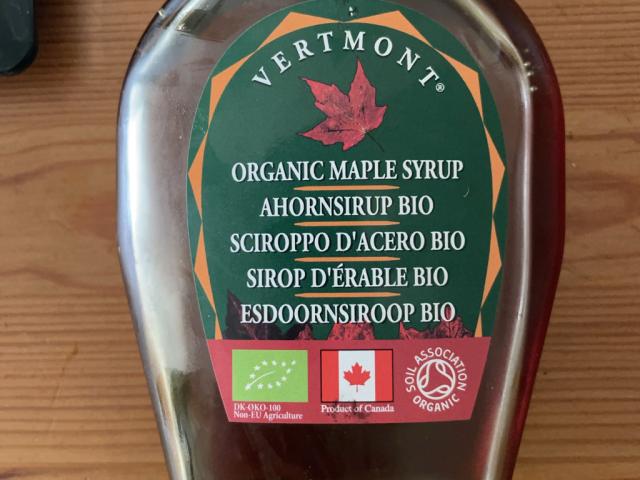 VERTMONT®
ORGANIC MAPLE SYRUP
AHORNSIRUP BIO
SCIROPPO D'ACERO BIO
SIROP D'ÉRABLE BIO
ESDOORNSIROOP BIO
DK-ØKO-100
Non-EU Agriculture
Product of Canada
SOIL ASSOCIATION
ORGANIC